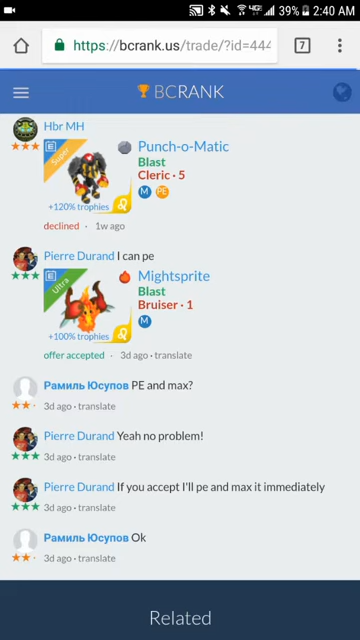 39% 2:40 AM
https://bcrank.us/trade/?id=444
7
BCRANK
Hbr MH
Super
E
+120% trophies
Punch-o-Matic
Blast
Cleric · 5
M PE
declined · 1w ago
Pierre Durand I can pe
Ultra
E
+100% trophies
Mightsprite
Blast
Bruiser · 1
M
offer accepted · 3d ago · translate
Рамиль Юсупов PE and max?
3d ago · translate
Pierre Durand Yeah no problem!
3d ago · translate
Pierre Durand If you accept I'll pe and max it immediately
3d ago · translate
Рамиль Юсупов Ok
3d ago · translate
Related